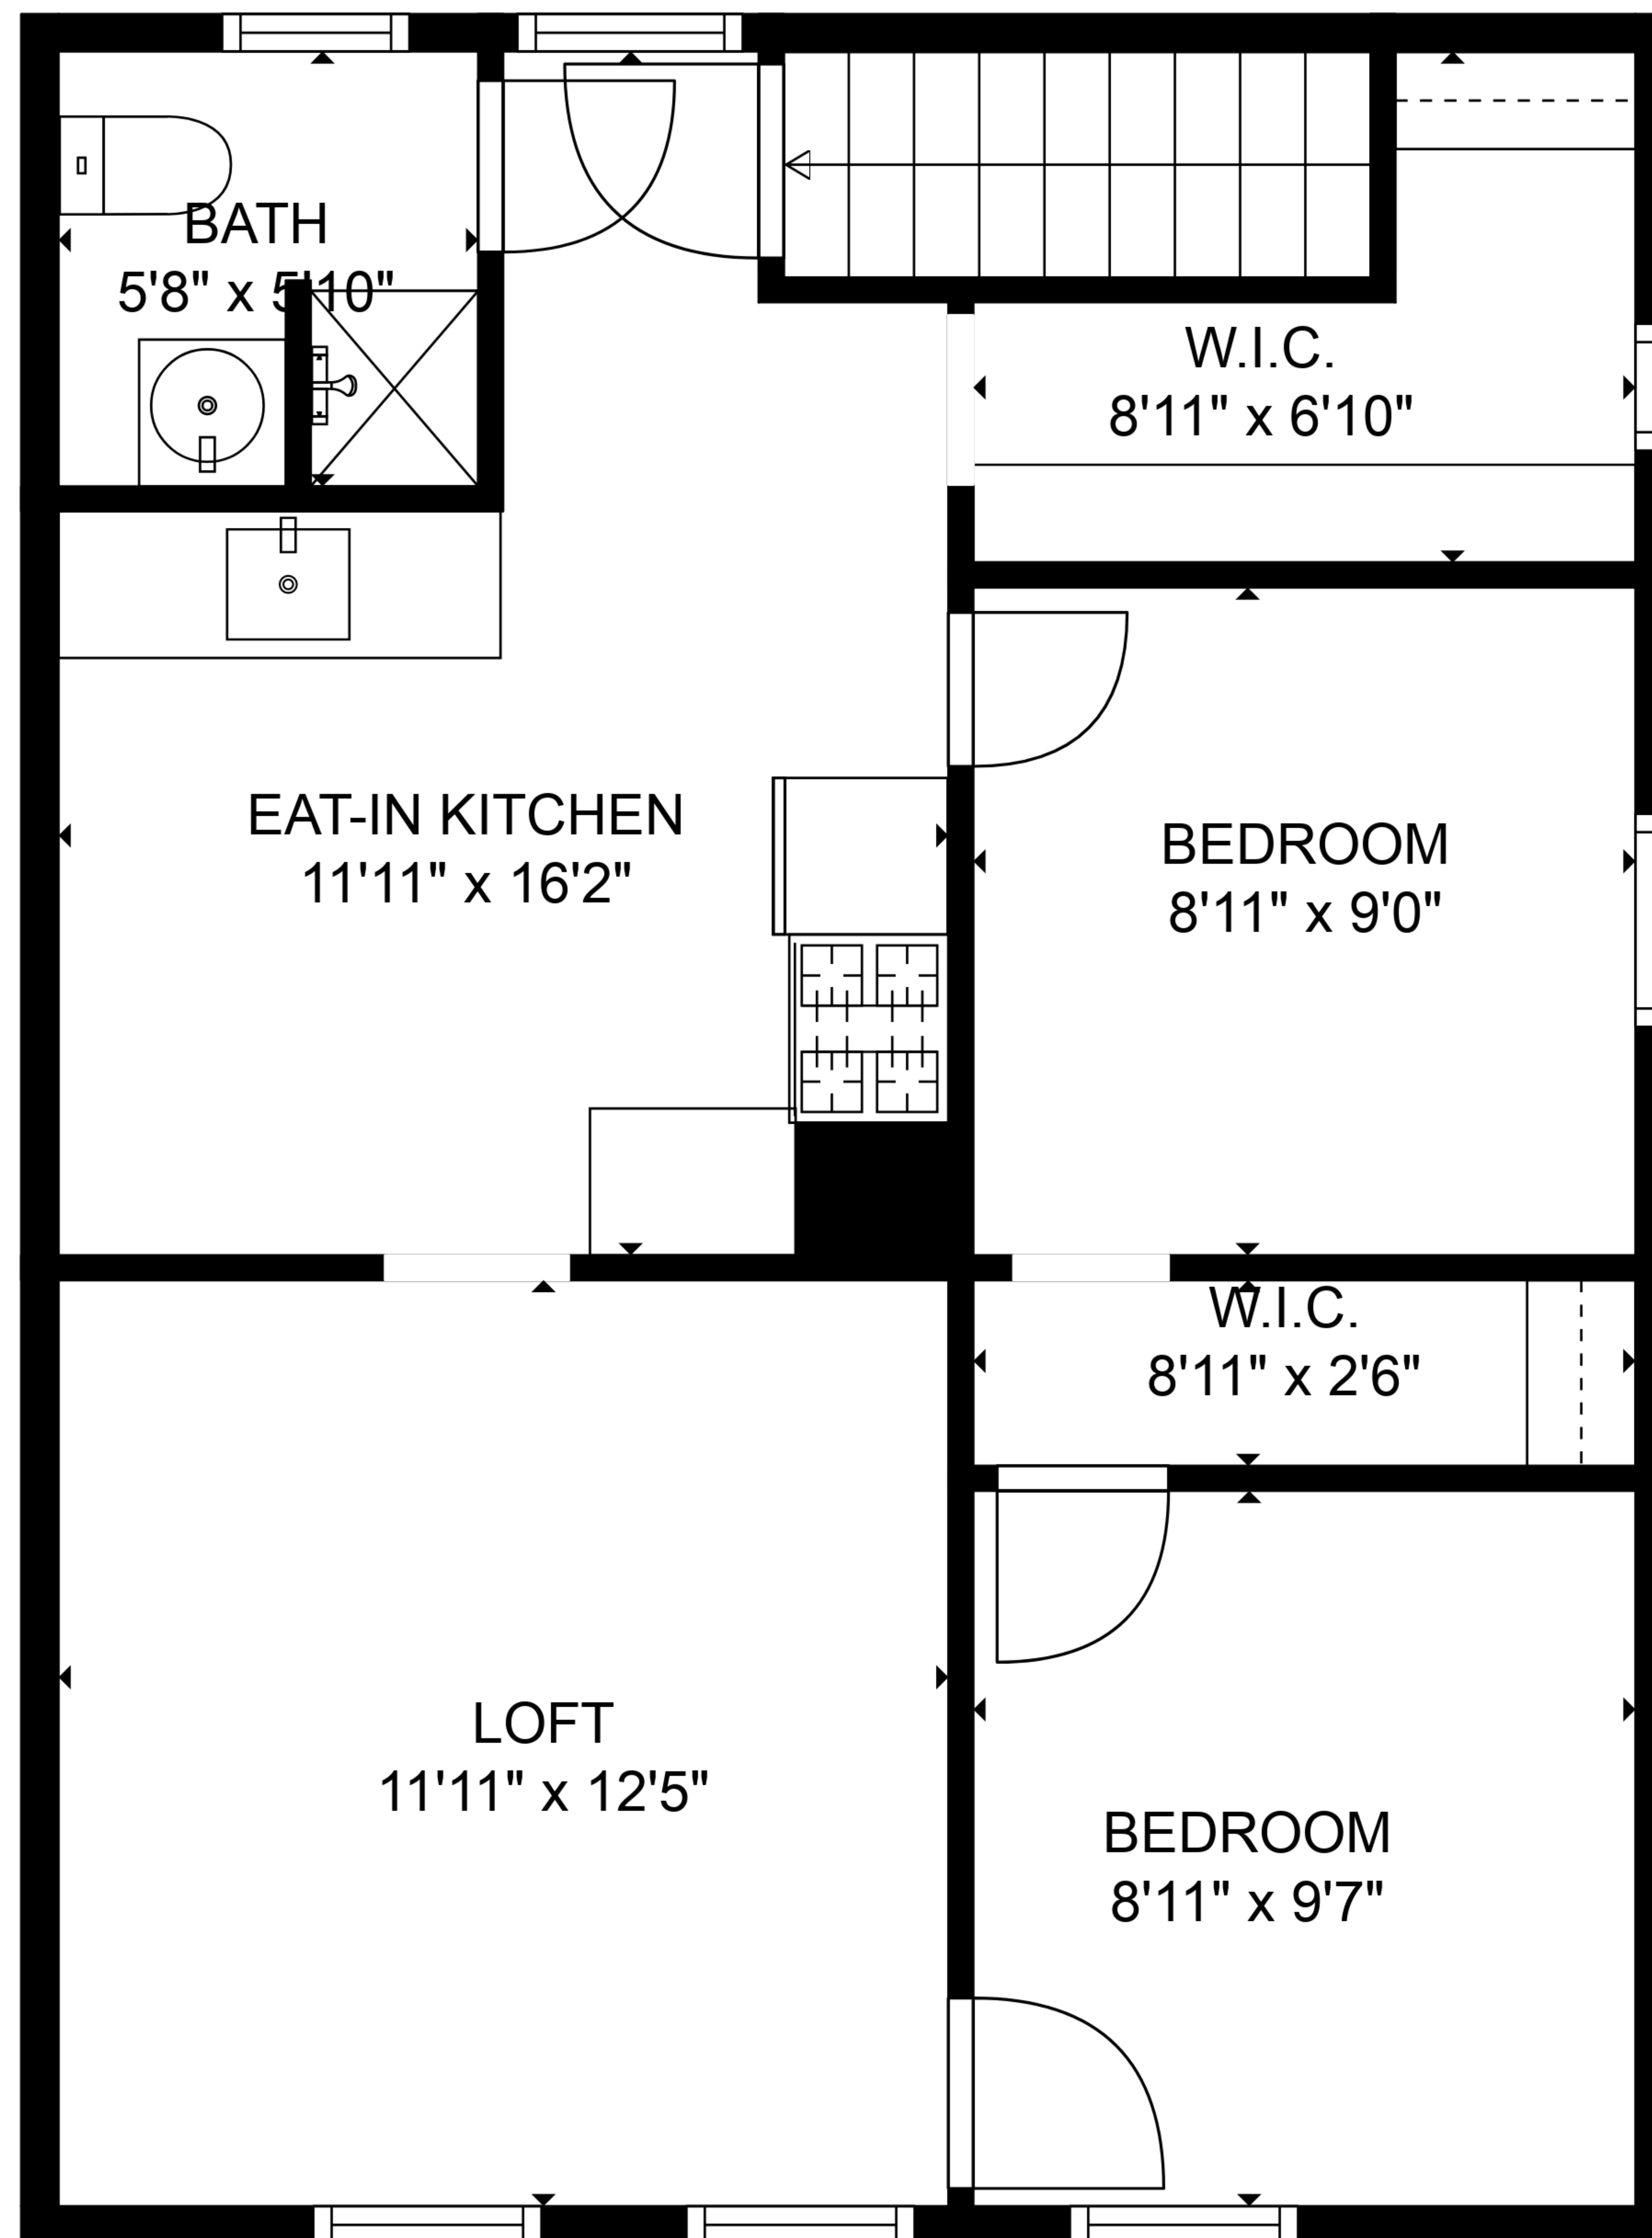 BATH
5'8" x 5'10"
W.I.C.
8'11" x 6'10"
EAT-IN KITCHEN
11'11" x 16'2"
BEDROOM
8'11" x 9'0"
W.I.C.
8'11" x 2'6"
LOFT
11'11" x 12'5"
BEDROOM
8'11" x 9'7"